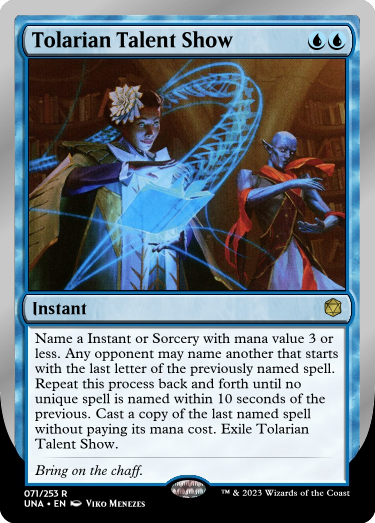 Tolarian Talent Show
Instant
Name a Instant or Sorcery with mana value 3 or
less. Any opponent may name another that starts
with the last letter of the previously named spell.
Repeat this process back and forth until no
unique spell is named within 10 seconds of the
previous. Cast a copy of the last named spell
without paying its mana cost. Exile Tolarian
Talent Show.
Bring on the chaff.
071/253 R
UNA • EN Viko Menezes
™ & 2023 Wizards of the Coast